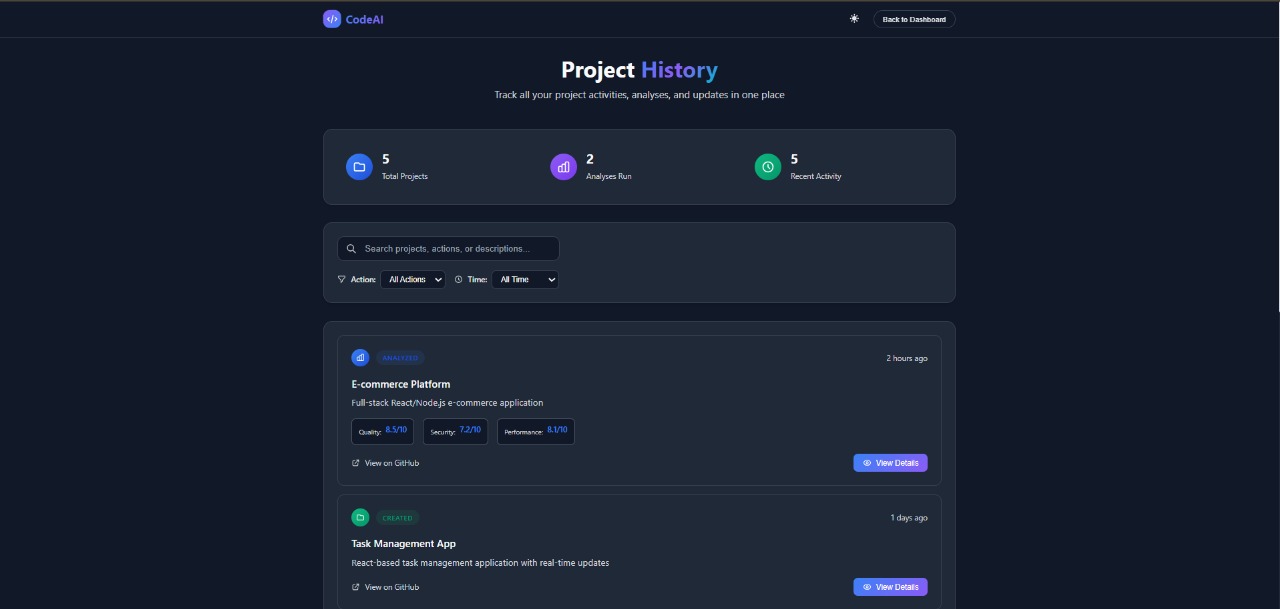 CodeAI
Back to Dashboard
Project History
Track all your project activities, analyses, and updates in one place
5
Total Projects
2
Analyses Run
5
Recent Activity
Search projects, actions, or descriptions...
Action: All Actions Time: All Time
ANALYZED 2 hours ago
E-commerce Platform
Full-stack React/Node.js e-commerce application
Quality: 8.5/10 Security: 7.2/10 Performance: 8.1/10
View on GitHub View Details
CREATED 1 days ago
Task Management App
React-based task management application with real-time updates
View on GitHub View Details